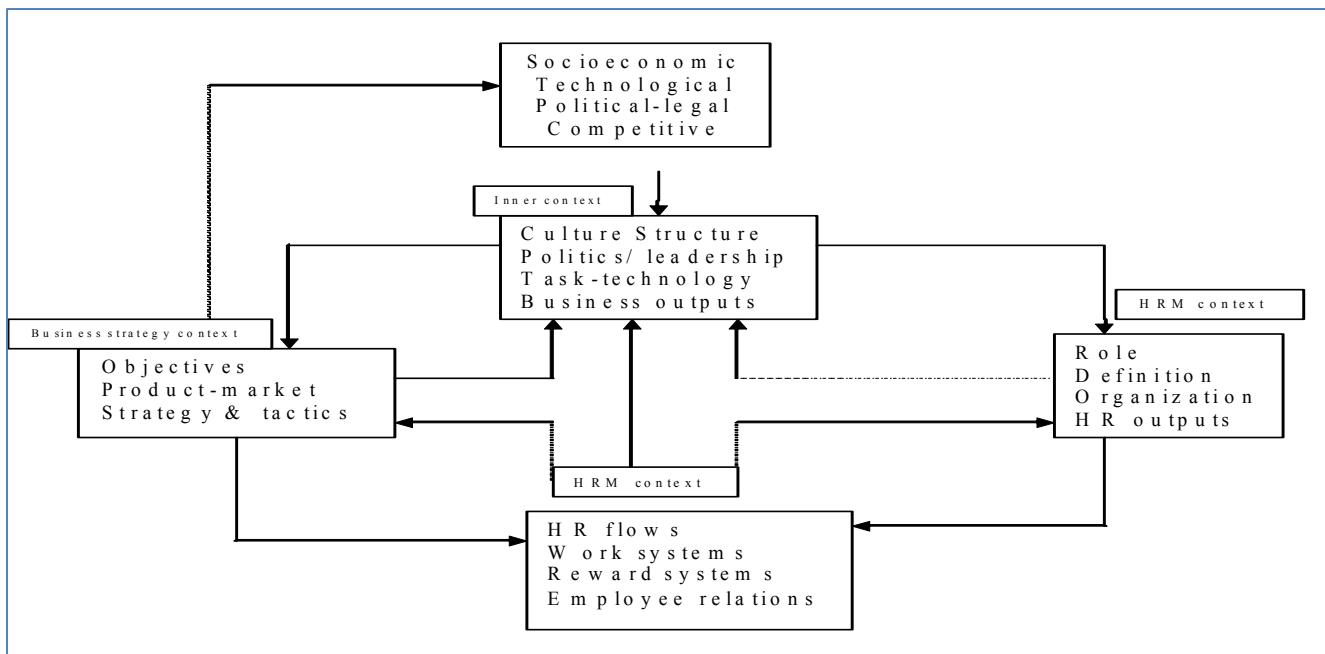 Socioeconomic
Technological
Political-legal
Competitive
Inner context
Culture Structure
Politics/ leadership
Task-technology
Business outputs
HRM context
Business strategy context
Objectives
Product-market
Strategy & tactics
Role
Definition
Organization
HR outputs
HRM context
HR flows
Work systems
Reward systems
Employee relations